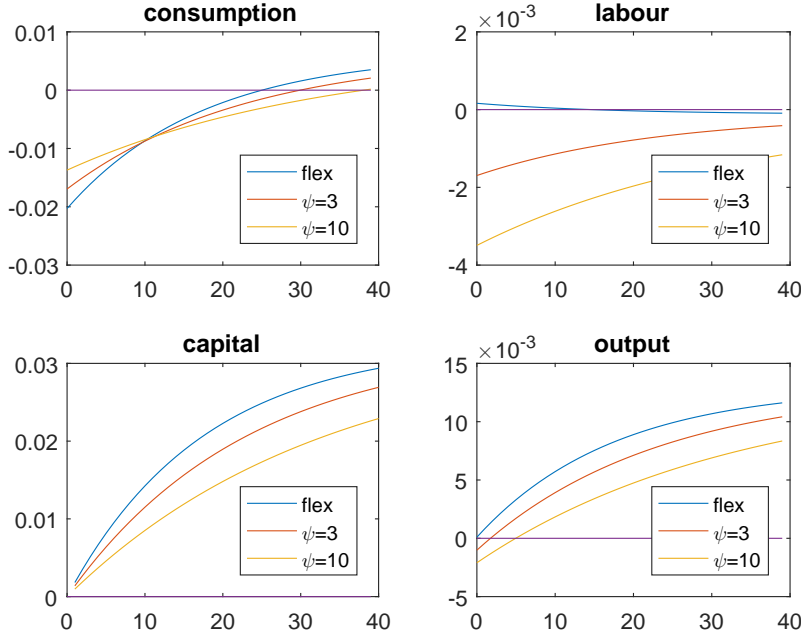 consumption
0.01
0
-0.01
-0.02
-0.03
0 10 20 30 40
flex
ψ=3
ψ=10
labour
×10⁻³
2
0
-2
-4
0 10 20 30 40
flex
ψ=3
ψ=10
capital
0.03
0.02
0.01
0
0 10 20 30 40
flex
ψ=3
ψ=10
output
×10⁻³
15
10
5
0
-5
0 10 20 30 40
flex
ψ=3
ψ=10